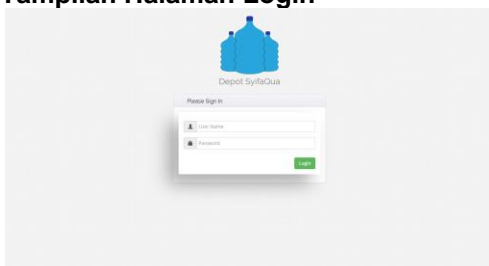 Tampilan Halaman Login
Depot SyifaQua
Please Sign In
User Name
Password
Login